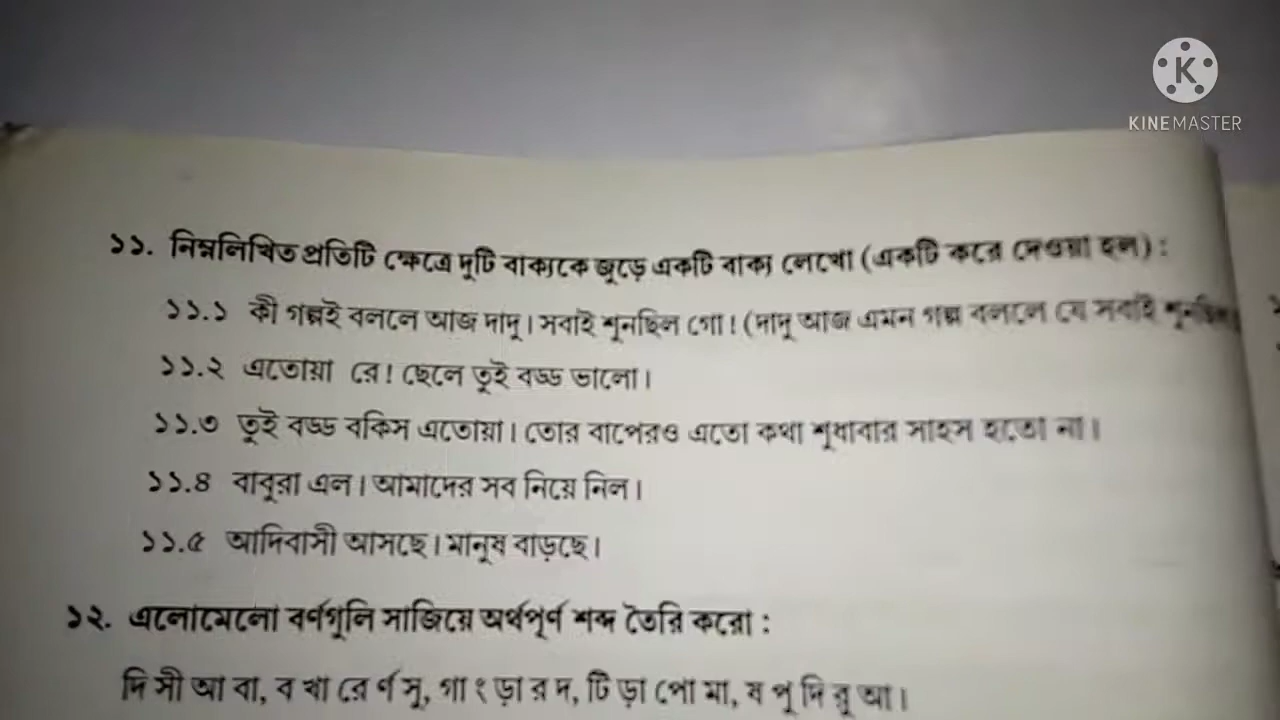 KINEMASTER
১১. নিম্নলিখিত প্রতিটি ক্ষেত্রে দুটি বাক্যকে জুড়ে একটি বাক্য লেখো (একটি করে দেওয়া হল) :
১১.১ কী গল্পই বললে আজ দাদু। সবাই শুনছিল গো! (দাদু আজ এমন গল্প বললে যে সবাই শুনছিল
১১.২ এতোয়া রে! ছেলে তুই বড্ড ভালো।
১১.৩ তুই বড্ড বকিস এতোয়া। তোর বাপেরও এতো কথা শুধাবার সাহস হতো না।
১১.৪ বাবুরা এল। আমাদের সব নিয়ে নিল।
১১.৫ আদিবাসী আসছে। মানুষ বাড়ছে।
১২. এলোমেলো বর্ণগুলি সাজিয়ে অর্থপূর্ণ শব্দ তৈরি করো :
দি সী আ বা, ব খা রে র্ণ সু, গা ং ড়া র দ, টি ড়া পো মা, ষ পু দি রু আ।